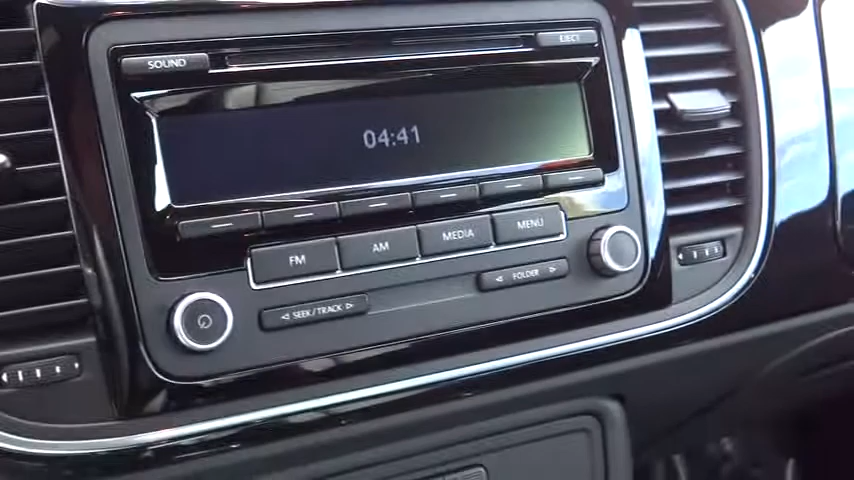 SOUND
EJECT
04:41
FM
AM
MEDIA
MENU
SEEK / TRACK
FOLDER